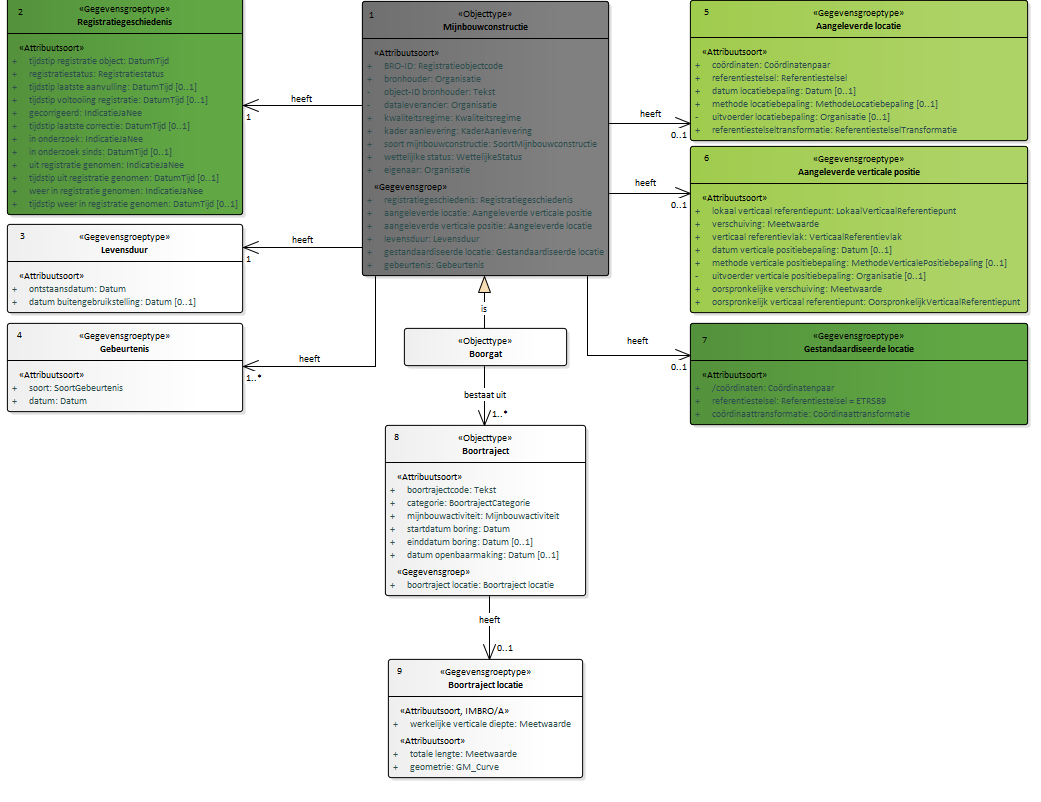 2
«Gegevensgroeptype»
Registratiegeschiedenis
«Attribuutsoort»
+ tijdstip registratie object: DatumTijd
+ registratiestatus: Registratiestatus
+ tijdstip laatste aanvulling: DatumTijd [0..1]
+ tijdstip voltooiing registratie: DatumTijd [0..1]
+ gecorrigeerd: IndicatieJaNee
+ tijdstip laatste correctie: DatumTijd [0..1]
+ in onderzoek: IndicatieJaNee
+ in onderzoek sinds: DatumTijd [0..1]
+ uit registratie genomen: IndicatieJaNee
+ tijdstip uit registratie genomen: DatumTijd [0..1]
+ weer in registratie genomen: IndicatieJaNee
+ tijdstip weer in registratie genomen: DatumTijd [0..1]
heeft
1
1
«Objecttype»
Mijnbouwconstructie
«Attribuutsoort»
+ BRO-ID: Registratieobjectcode
+ bronhouder: Organisatie
- object-ID bronhouder: Tekst
- dataleverancier: Organisatie
+ kwaliteitsregime: Kwaliteitsregime
+ kader aanlevering: KaderAanlevering
+ soort mijnbouwconstructie: SoortMijnbouwconstructie
+ wettelijke status: WettelijkeStatus
+ eigenaar: Organisatie
«Gegevensgroep»
+ registratiegeschiedenis: Registratiegeschiedenis
+ aangeleverde locatie: Aangeleverde verticale positie
+ aangeleverde verticale positie: Aangeleverde locatie
+ levensduur: Levensduur
+ gestandaardiseerde locatie: Gestandaardiseerde locatie
+ gebeurtenis: Gebeurtenis
heeft
0..1
5
«Gegevensgroeptype»
Aangeleverde locatie
«Attribuutsoort»
+ coördinaten: Coördinatenpaar
+ referentiestelsel: Referentiestelsel
+ datum locatiebepaling: Datum [0..1]
+ methode locatiebepaling: MethodeLocatiebepaling [0..1]
- uitvoerder locatiebepaling: Organisatie [0..1]
+ referentiestelseltransformatie: ReferentiestelselTransformatie
heeft
0..1
6
«Gegevensgroeptype»
Aangeleverde verticale positie
«Attribuutsoort»
+ lokaal verticaal referentiepunt: LokaalVerticaalReferentiepunt
+ verschuiving: Meetwaarde
+ verticaal referentievlak: VerticaalReferentievlak
+ datum verticale positiebepaling: Datum [0..1]
+ methode verticale positiebepaling: MethodeVerticalePositiebepaling [0..1]
- uitvoerder verticale positiebepaling: Organisatie [0..1]
+ oorspronkelijke verschuiving: Meetwaarde
+ oorspronkelijk verticaal referentiepunt: OorspronkelijkVerticaalReferentiepunt
3
«Gegevensgroeptype»
Levensduur
«Attribuutsoort»
+ ontstaansdatum: Datum
+ datum buitengebruikstelling: Datum [0..1]
heeft
1
4
«Gegevensgroeptype»
Gebeurtenis
«Attribuutsoort»
+ soort: SoortGebeurtenis
+ datum: Datum
heeft
1..*
is
«Objecttype»
Boorgat
heeft
0..1
7
«Gegevensgroeptype»
Gestandaardiseerde locatie
«Attribuutsoort»
+ /coördinaten: Coördinatenpaar
+ referentiestelsel: Referentiestelsel = ETRS89
+ coördinaattransformatie: Coördinaattransformatie
bestaat uit
1..*
8
«Objecttype»
Boortraject
«Attribuutsoort»
+ boortrajectcode: Tekst
+ categorie: BoortrajectCategorie
+ mijnbouwactiviteit: Mijnbouwactiviteit
+ startdatum boring: Datum
+ einddatum boring: Datum [0..1]
+ datum openbaarmaking: Datum [0..1]
«Gegevensgroep»
+ boortraject locatie: Boortraject locatie
heeft
0..1
9
«Gegevensgroeptype»
Boortraject locatie
«Attribuutsoort, IMBRO/A»
+ werkelijke verticale diepte: Meetwaarde
«Attribuutsoort»
+ totale lengte: Meetwaarde
+ geometrie: GM_Curve